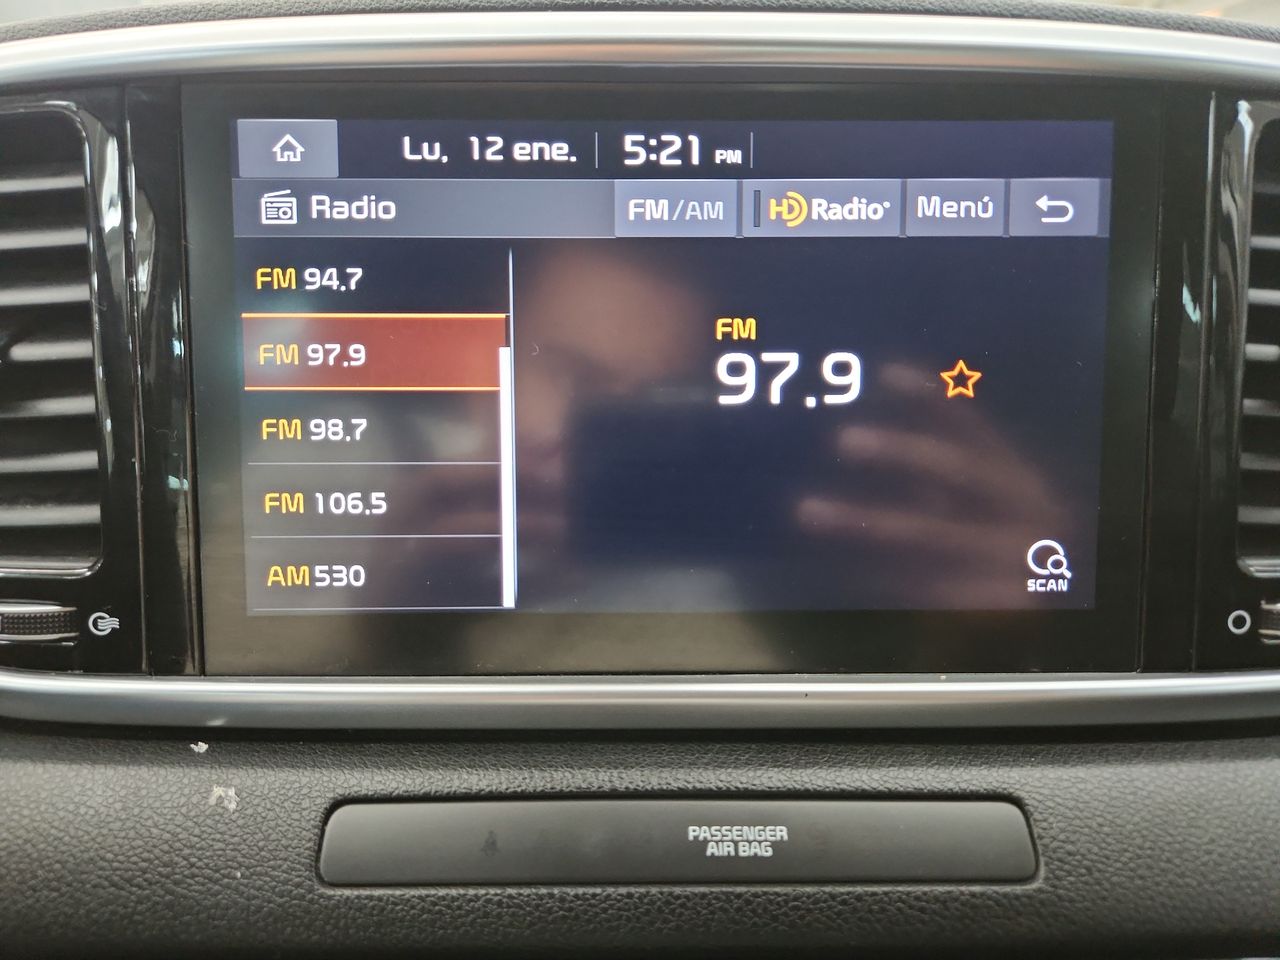 Lu, 12 ene. 5:21 PM
Radio FM/AM HD Radio Menú
FM 94.7
FM 97.9
FM 98.7
FM 106.5
AM 530
FM
97.9
SCAN
PASSENGER
AIR BAG